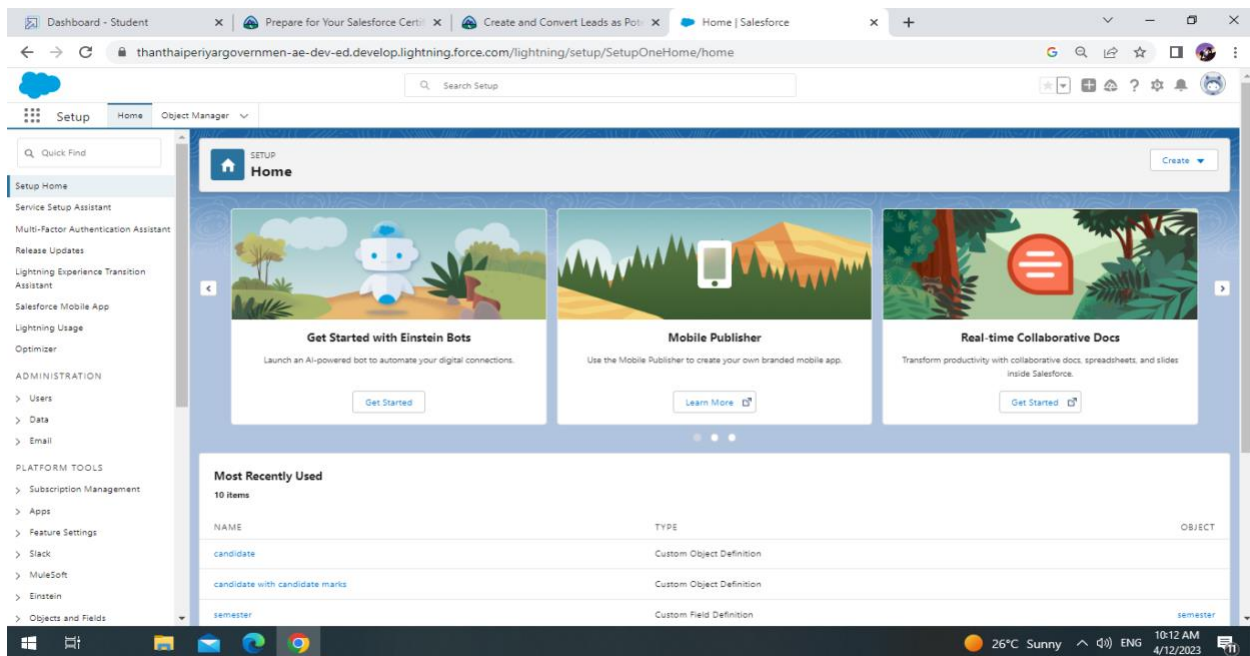 Dashboard - Student
Prepare for Your Salesforce Certi
Create and Convert Leads as Pot
Home | Salesforce
thanthaiperiyargovernmen-ae-dev-ed.develop.lightning.force.com/lightning/setup/SetupOneHome/home
Search Setup
Setup Home Object Manager
Quick Find
SETUP
Home
Create
Setup Home
Service Setup Assistant
Multi-Factor Authentication Assistant
Release Updates
Lightning Experience Transition
Assistant
Salesforce Mobile App
Lightning Usage
Optimizer
ADMINISTRATION
Users
Data
Email
PLATFORM TOOLS
Subscription Management
Apps
Feature Settings
Slack
MuleSoft
Einstein
Objects and Fields
Get Started with Einstein Bots
Launch an AI-powered bot to automate your digital connections.
Get Started
Mobile Publisher
Use the Mobile Publisher to create your own branded mobile app.
Learn More
Real-time Collaborative Docs
Transform productivity with collaborative docs, spreadsheets, and slides
inside Salesforce.
Get Started
Most Recently Used
10 items
NAME TYPE OBJECT
candidate Custom Object Definition
candidate with candidate marks Custom Object Definition
semester Custom Field Definition semester
26°C Sunny ENG 10:12 AM
4/12/2023
11